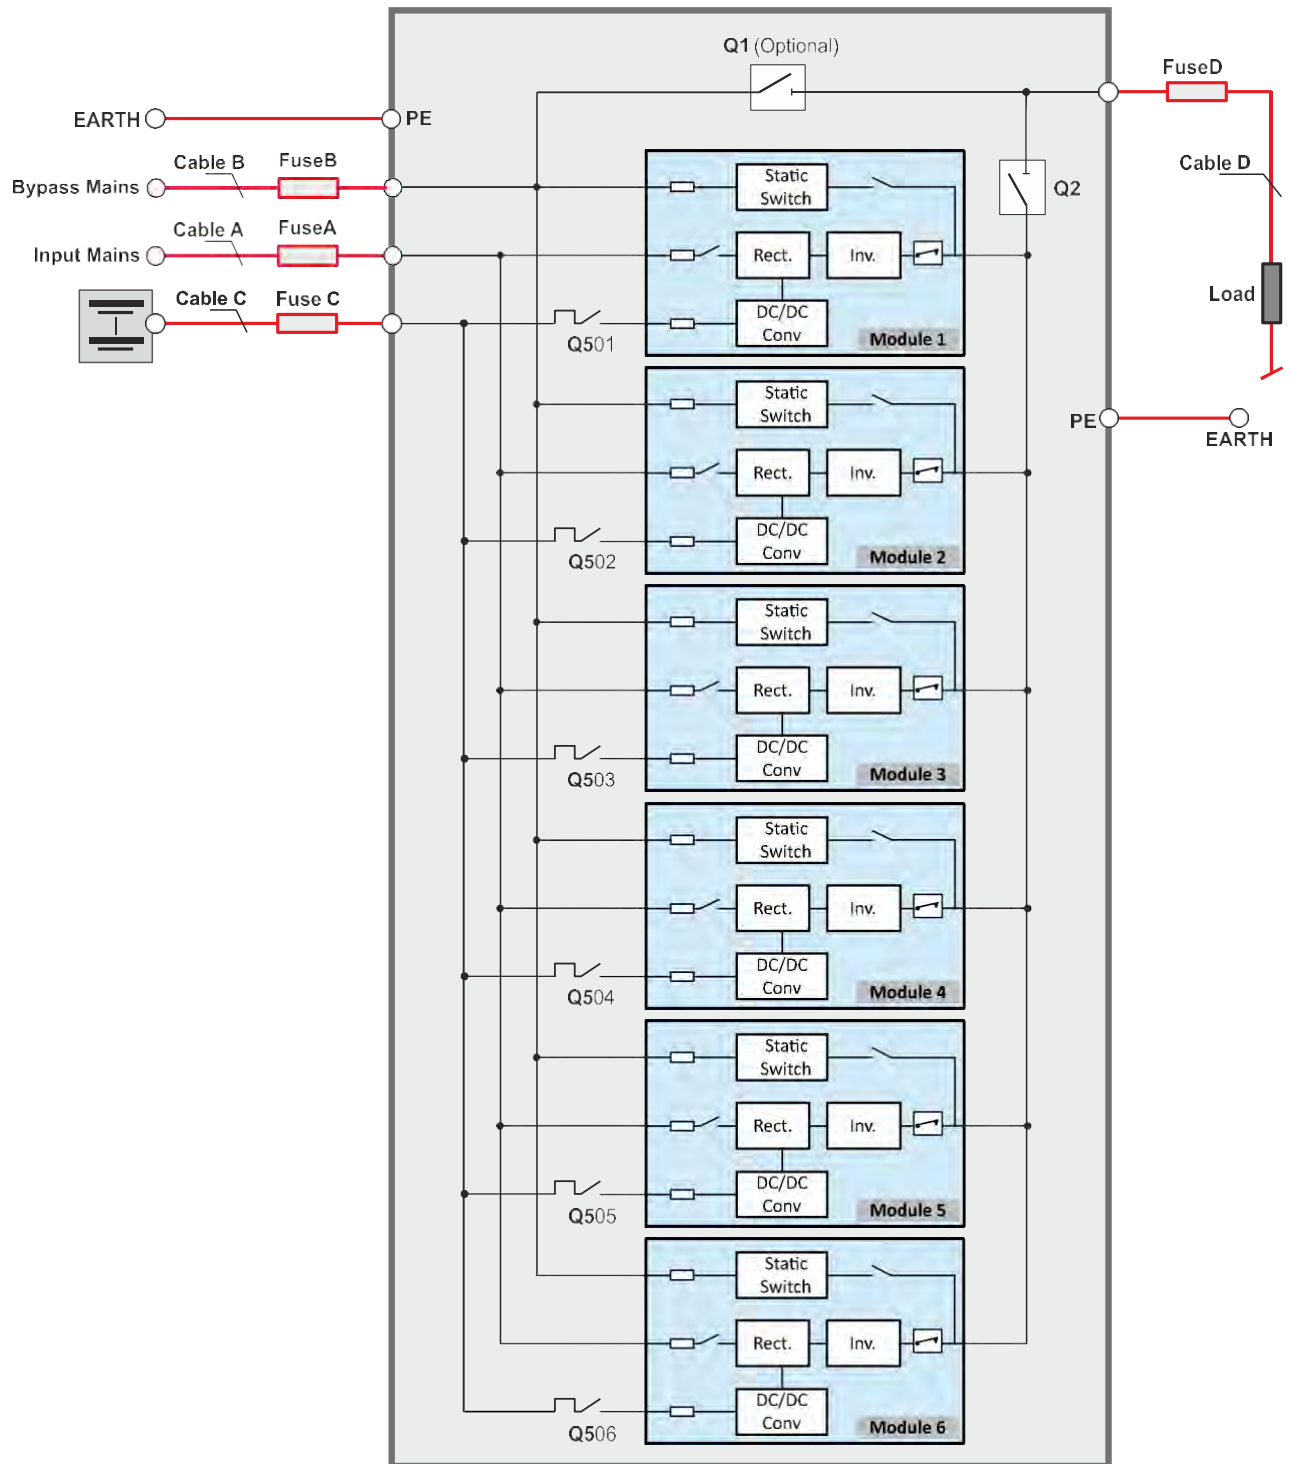 Q1 (Optional)
FuseD
EARTH
PE
Cable B
FuseB
Bypass Mains
Cable A
FuseA
Input Mains
Cable C
Fuse C
Cable D
Load
PE
EARTH
Q2
Static
Switch
Rect.
Inv.
DC/DC
Conv
Module 1
Q501
Static
Switch
Rect.
Inv.
DC/DC
Conv
Module 2
Q502
Static
Switch
Rect.
Inv.
DC/DC
Conv
Module 3
Q503
Static
Switch
Rect.
Inv.
DC/DC
Conv
Module 4
Q504
Static
Switch
Rect.
Inv.
DC/DC
Conv
Module 5
Q505
Static
Switch
Rect.
Inv.
DC/DC
Conv
Module 6
Q506